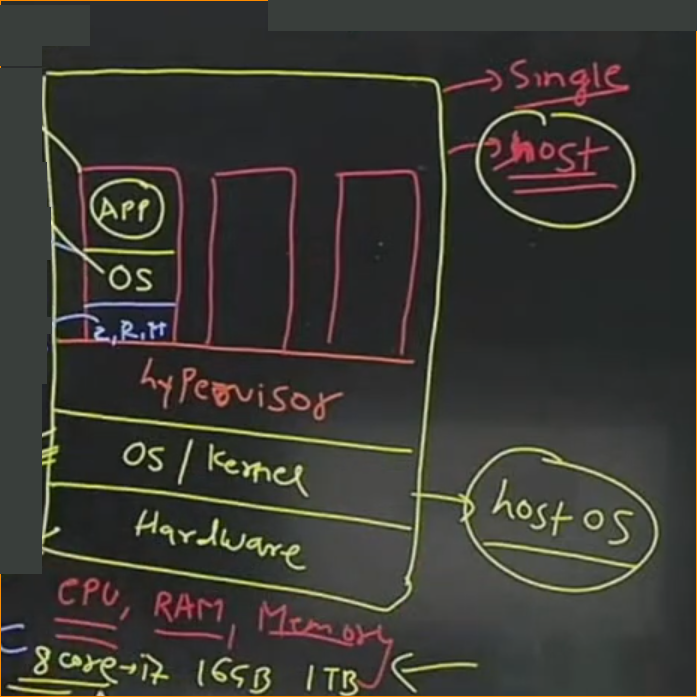 Single
host
APP
OS
2, R, M
hypervisor
OS / Kernel
host OS
Hardware
CPU, RAM, Memory
8 core → i7 16GB 1TB